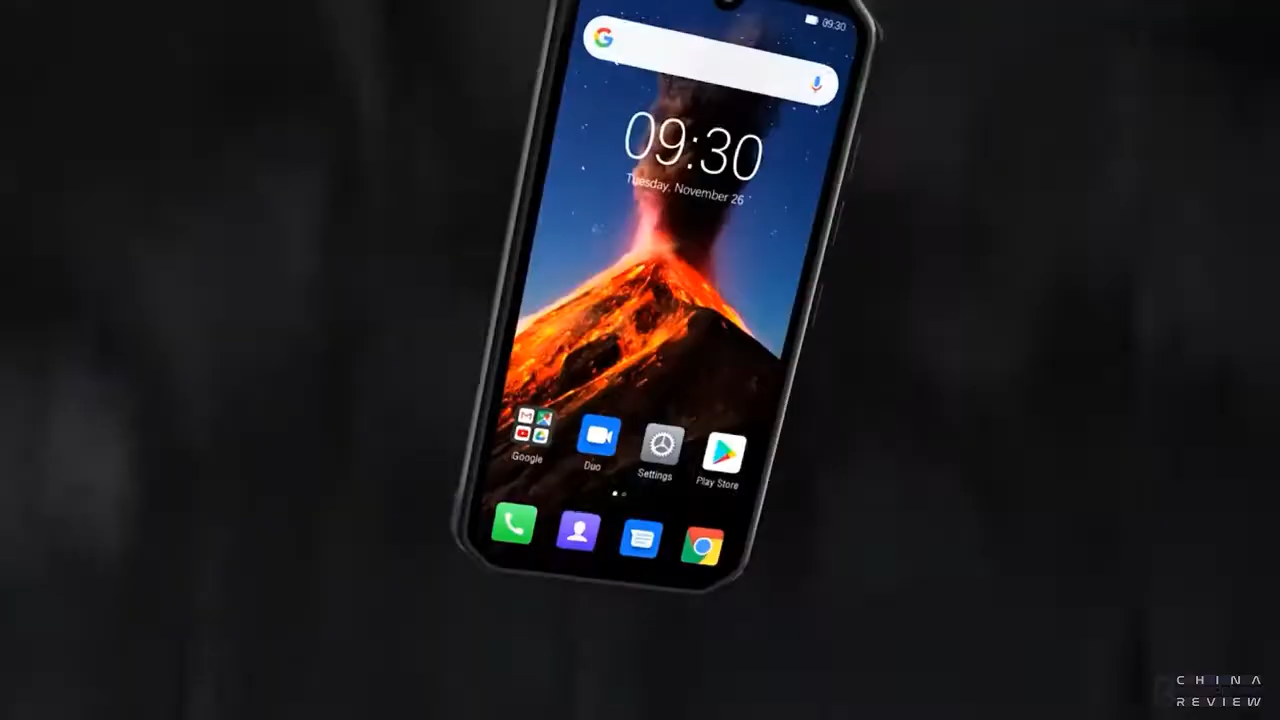 09:30
09:30
Tuesday, November 26
Google
Duo
Settings
Play Store
CHINA
REVIEW